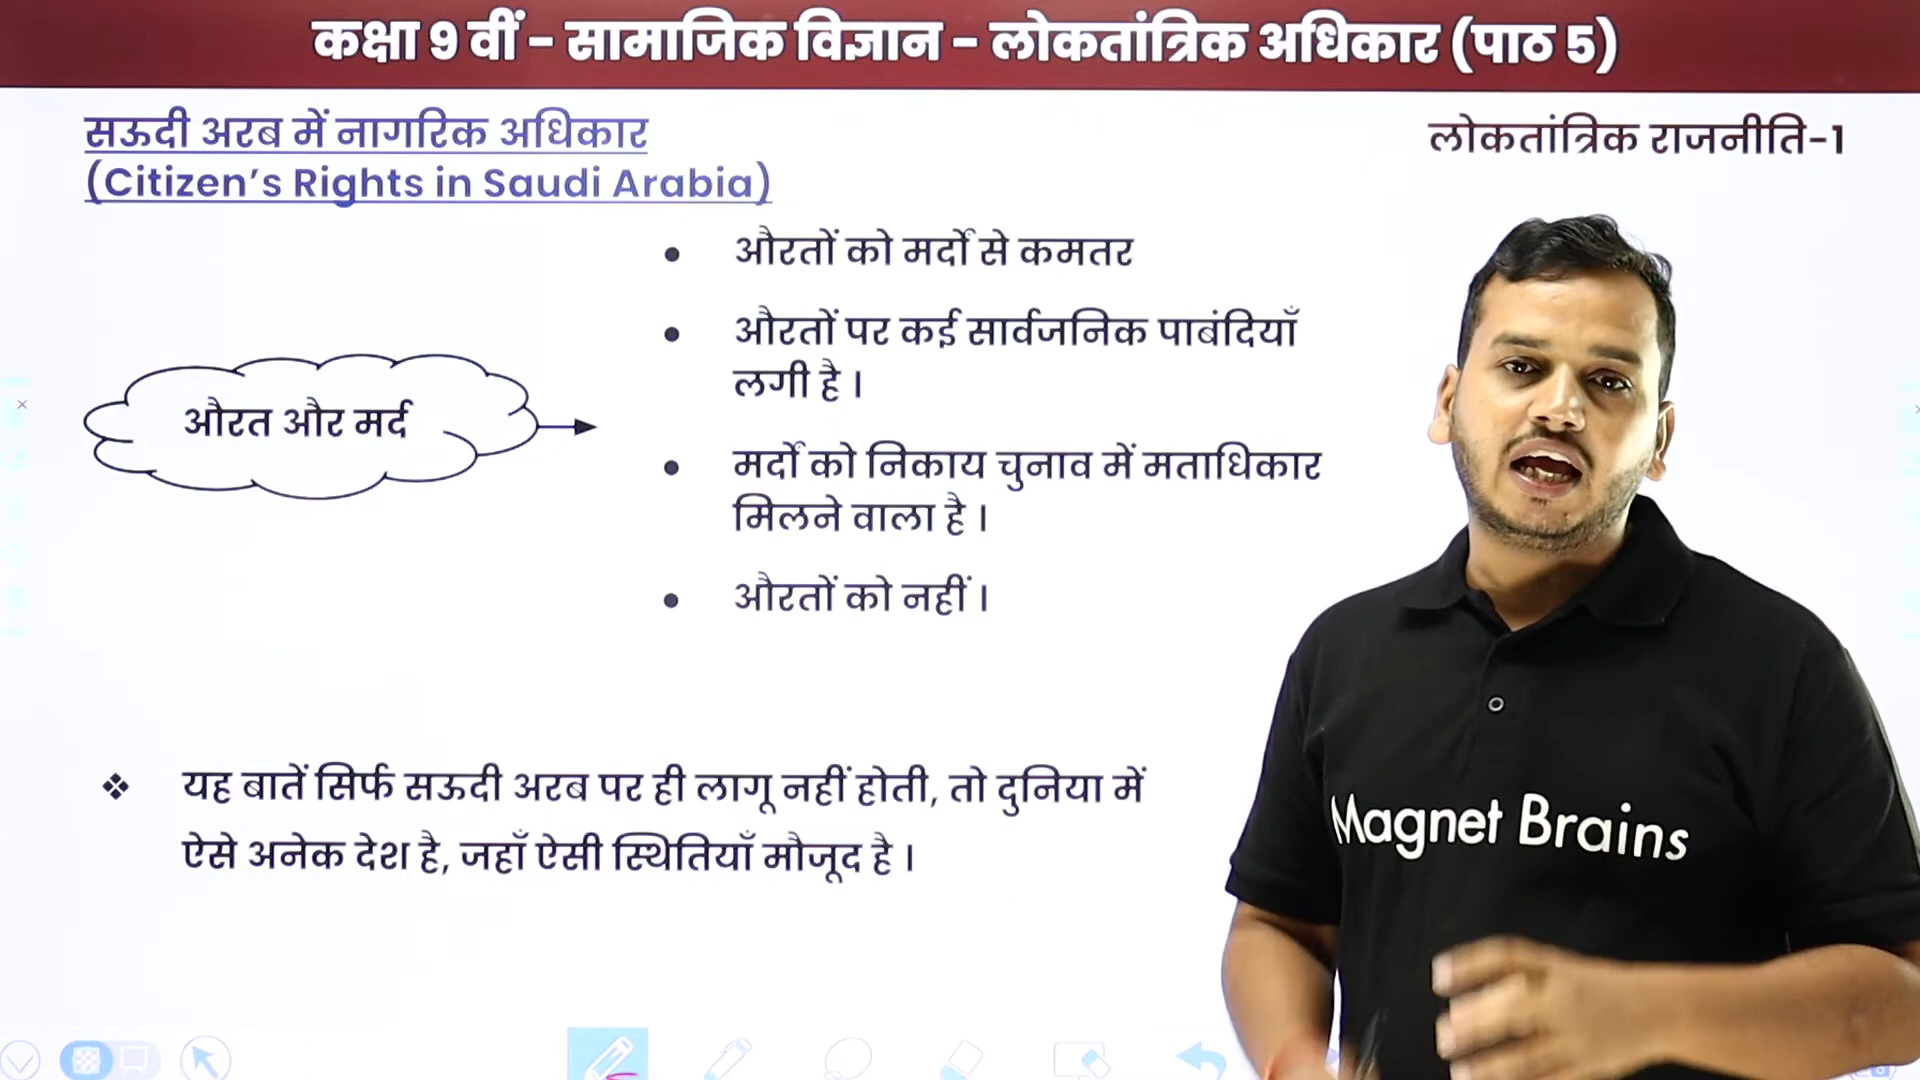 कक्षा 9 वीं - सामाजिक विज्ञान - लोकतांत्रिक अधिकार (पाठ 5)
सऊदी अरब में नागरिक अधिकार
(Citizen's Rights in Saudi Arabia)
लोकतांत्रिक राजनीति-1
औरत और मर्द
• औरतों को मर्दों से कमतर
• औरतों पर कई सार्वजनिक पाबंदियाँ
लगी है ।
• मर्दों को निकाय चुनाव में मताधिकार
मिलने वाला है ।
• औरतों को नहीं ।
❖ यह बातें सिर्फ सऊदी अरब पर ही लागू नहीं होती, तो दुनिया में
ऐसे अनेक देश है, जहाँ ऐसी स्थितियाँ मौजूद है ।
Magnet Brains